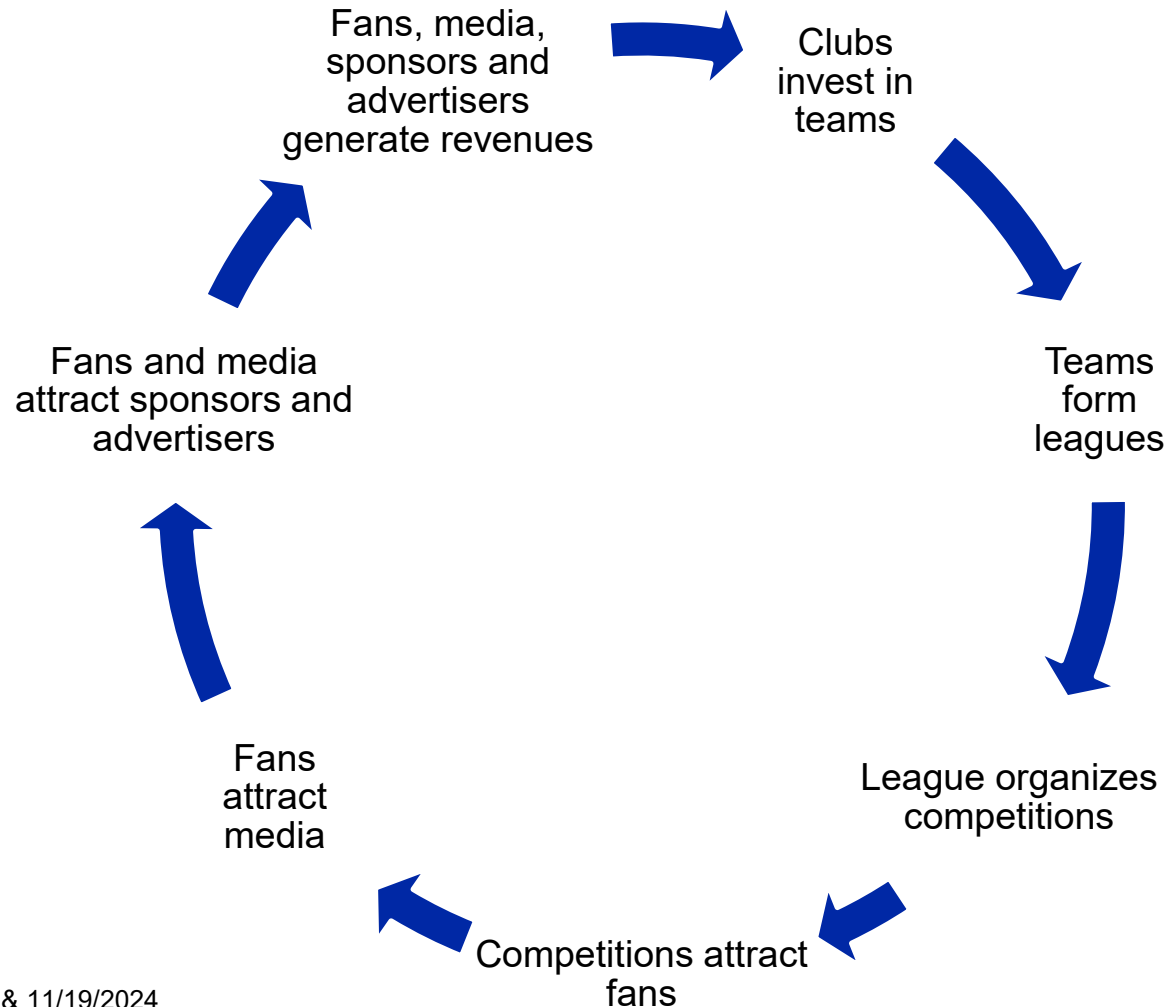 Fans, media,
sponsors and
advertisers
generate revenues
Clubs
invest in
teams
Teams
form
leagues
League organizes
competitions
Competitions attract
fans
Fans
attract
media
Fans and media
attract sponsors and
advertisers
& 11/19/2024